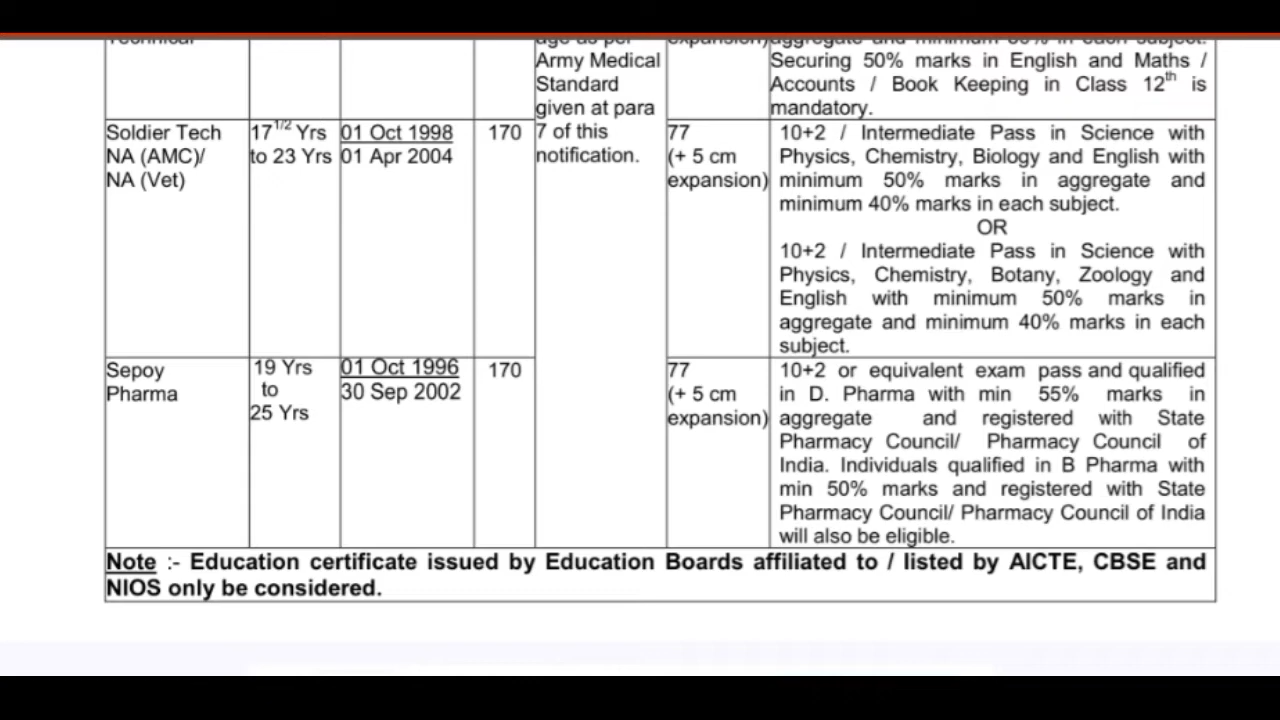 Technical
age as per
expansion)
aggregate and minimum 50% in each subject.
Army Medical
Securing 50% marks in English and Maths /
Standard
Accounts / Book Keeping in Class 12th is
given at para
mandatory.
7 of this
notification.
Soldier Tech
NA (AMC)/
NA (Vet)
17 1/2 Yrs
to 23 Yrs
01 Oct 1998
01 Apr 2004
170
77
(+ 5 cm
expansion)
10+2 / Intermediate Pass in Science with
Physics, Chemistry, Biology and English with
minimum 50% marks in aggregate and
minimum 40% marks in each subject.
OR
10+2 / Intermediate Pass in Science with
Physics, Chemistry, Botany, Zoology and
English with minimum 50% marks in
aggregate and minimum 40% marks in each
subject.
Sepoy
Pharma
19 Yrs
to
25 Yrs
01 Oct 1996
30 Sep 2002
170
77
(+ 5 cm
expansion)
10+2 or equivalent exam pass and qualified
in D. Pharma with min 55% marks in
aggregate and registered with State
Pharmacy Council/ Pharmacy Council of
India. Individuals qualified in B Pharma with
min 50% marks and registered with State
Pharmacy Council/ Pharmacy Council of India
will also be eligible.
Note :- Education certificate issued by Education Boards affiliated to / listed by AICTE, CBSE and
NIOS only be considered.